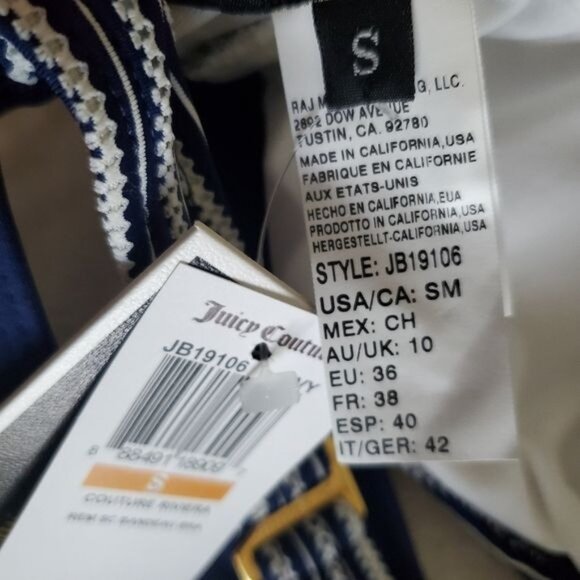 S
RAJ M G, LLC.
2892 DOW AVENUE
TUSTIN, CA. 92780
MADE IN CALIFORNIA,USA
FABRIQUE EN CALIFORNIE
AUX ETATS-UNIS
HECHO EN CALIFORNIA,EUA
PRODOTTO IN CALIFORNIA,USA
HERGESTELLT-CALIFORNIA,USA
STYLE: JB19106
USA/CA: SM
MEX: CH
AU/UK: 10
EU: 36
FR: 38
ESP: 40
IT/GER: 42
Juicy Coutu
JB19106
S
COUTURE RIVIERA